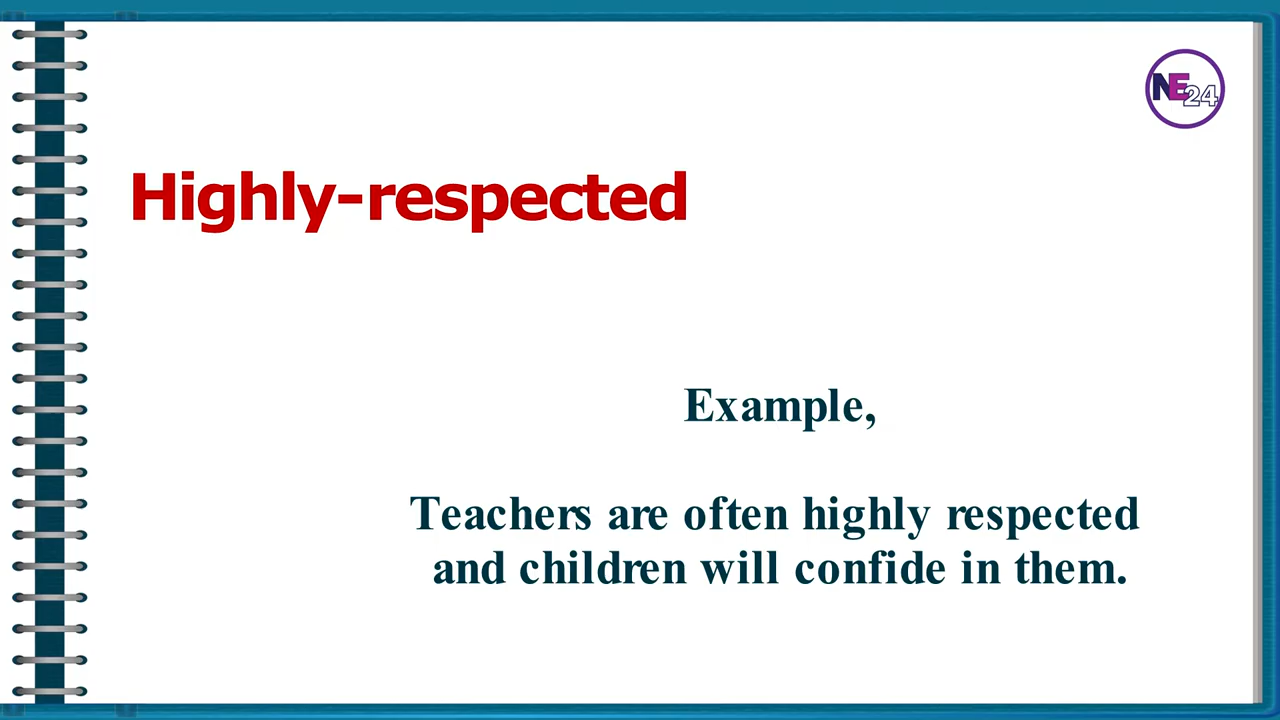 NE24
Highly-respected
Example,
Teachers are often highly respected
and children will confide in them.